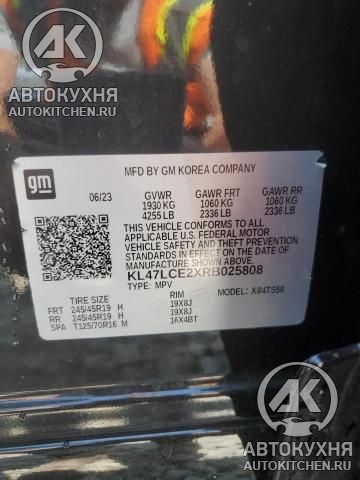 АК
АВТОКУХНЯ
AUTOKITCHEN.RU
gm
MFD BY GM KOREA COMPANY
06/23 GVWR GAWR FRT GAWR RR
1930 KG 1060 KG 1060 KG
4255 LB 2336 LB 2336 LB
THIS VEHICLE CONFORMS TO ALL
APPLICABLE U.S. FEDERAL MOTOR
VEHICLE SAFETY STANDARDS
IN EFFECT ON THE DATE OF
MANUFACTURE SHOWN ABOVE.
KL47LCE2XRB025808
TYPE: MPV MODEL: X84TS58
TIRE SIZE RIM
FRT 245/45R19 H 19X8J
RR 245/45R19 H 19X8J
SPA T125/70R16 M 16X4BT
АК
АВТОКУХНЯ
AUTOKITCHEN.RU